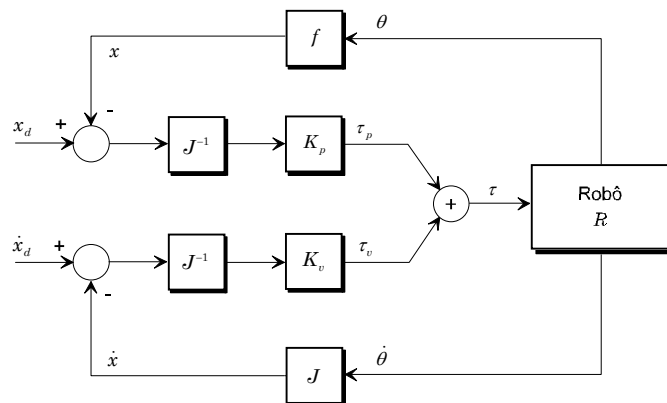 x f θ
-
x_d + J⁻¹ K_p τ_p
+ τ Robô
R
ẋ_d + J⁻¹ K_v τ_v
-
ẋ J θ̇